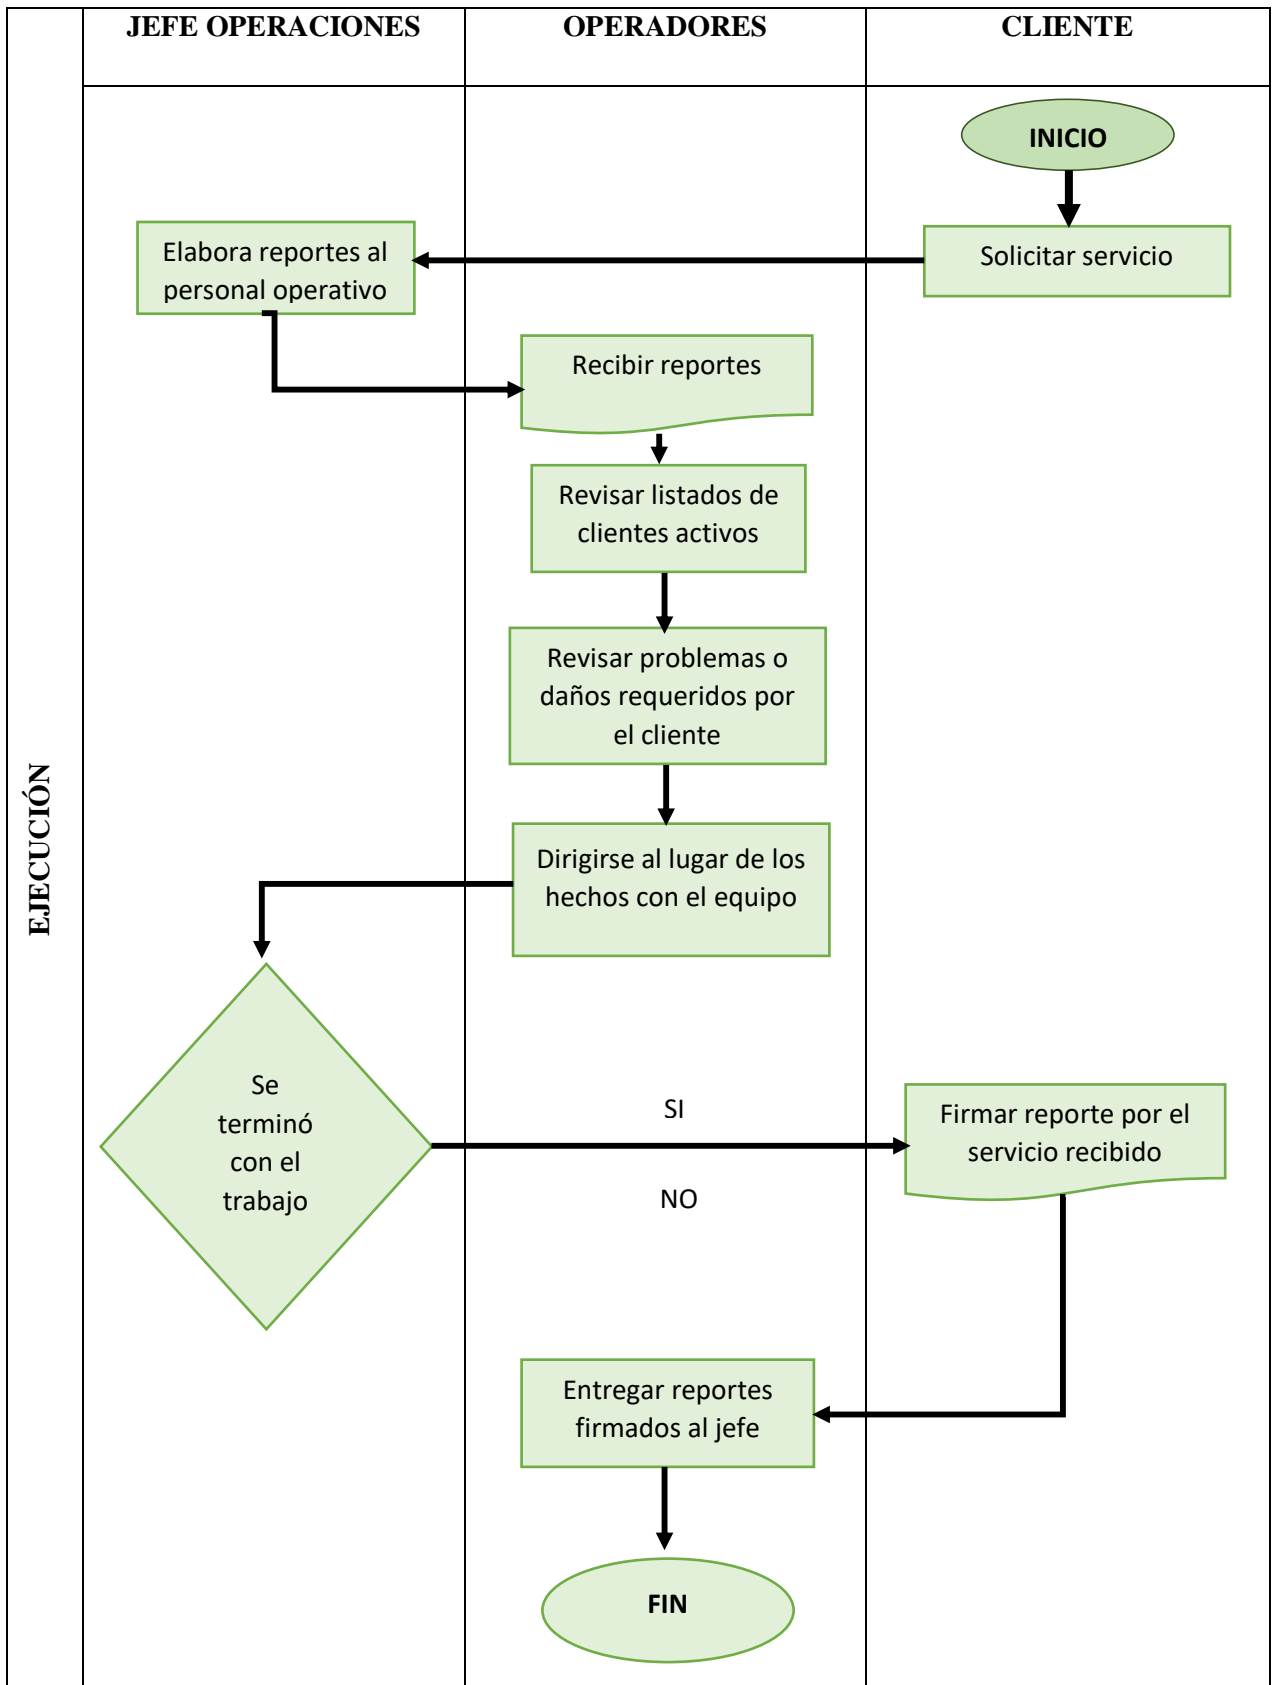 JEFE OPERACIONES
OPERADORES
CLIENTE
EJECUCIÓN
INICIO
Solicitar servicio
Elabora reportes al
personal operativo
Recibir reportes
Revisar listados de
clientes activos
Revisar problemas o
daños requeridos por
el cliente
Dirigirse al lugar de los
hechos con el equipo
Se
terminó
con el
trabajo
SI
NO
Firmar reporte por el
servicio recibido
Entregar reportes
firmados al jefe
FIN